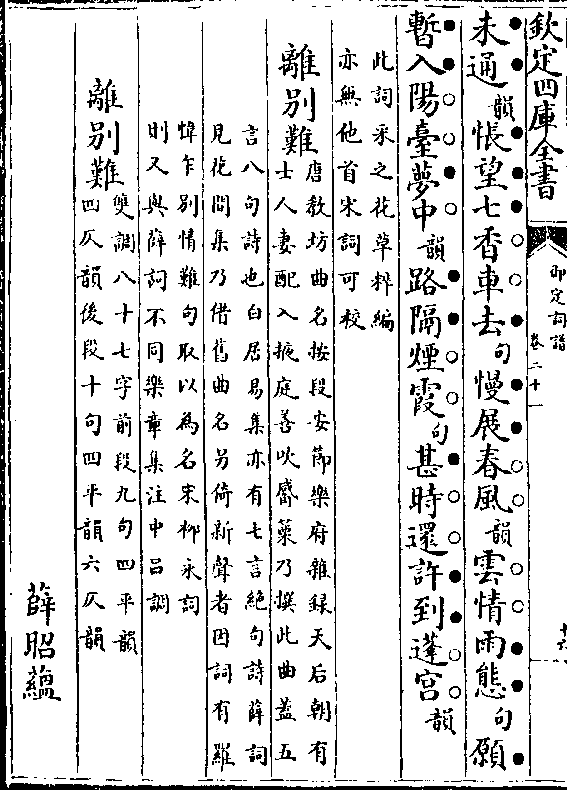 欽定四庫全書
御定詞譜
卷二十一
十六
未通韻悵望七香車去句慢展春風韻雲情雨態句願
暫入陽臺夢中韻路隔煙霞句甚時還許到蓬宮韻
此詞采之花草粹編
亦無他首宋詞可校
離別難
唐教坊曲名按段安節樂府雜録天后朝有
士人妻配入掖庭善吹觱篥乃撰此曲葢五
言八句詩也白居易集亦有七言絶句詩薛詞
見花間集乃借舊曲名另倚新聲者因詞有羅
幃乍別情難句取以為名宋柳永詞
則又與薛詞不同樂章集注中呂調
離別難
雙調八十七字前段九句四平韻
四仄韻後段十句四平韻六仄韻
薛昭蘊